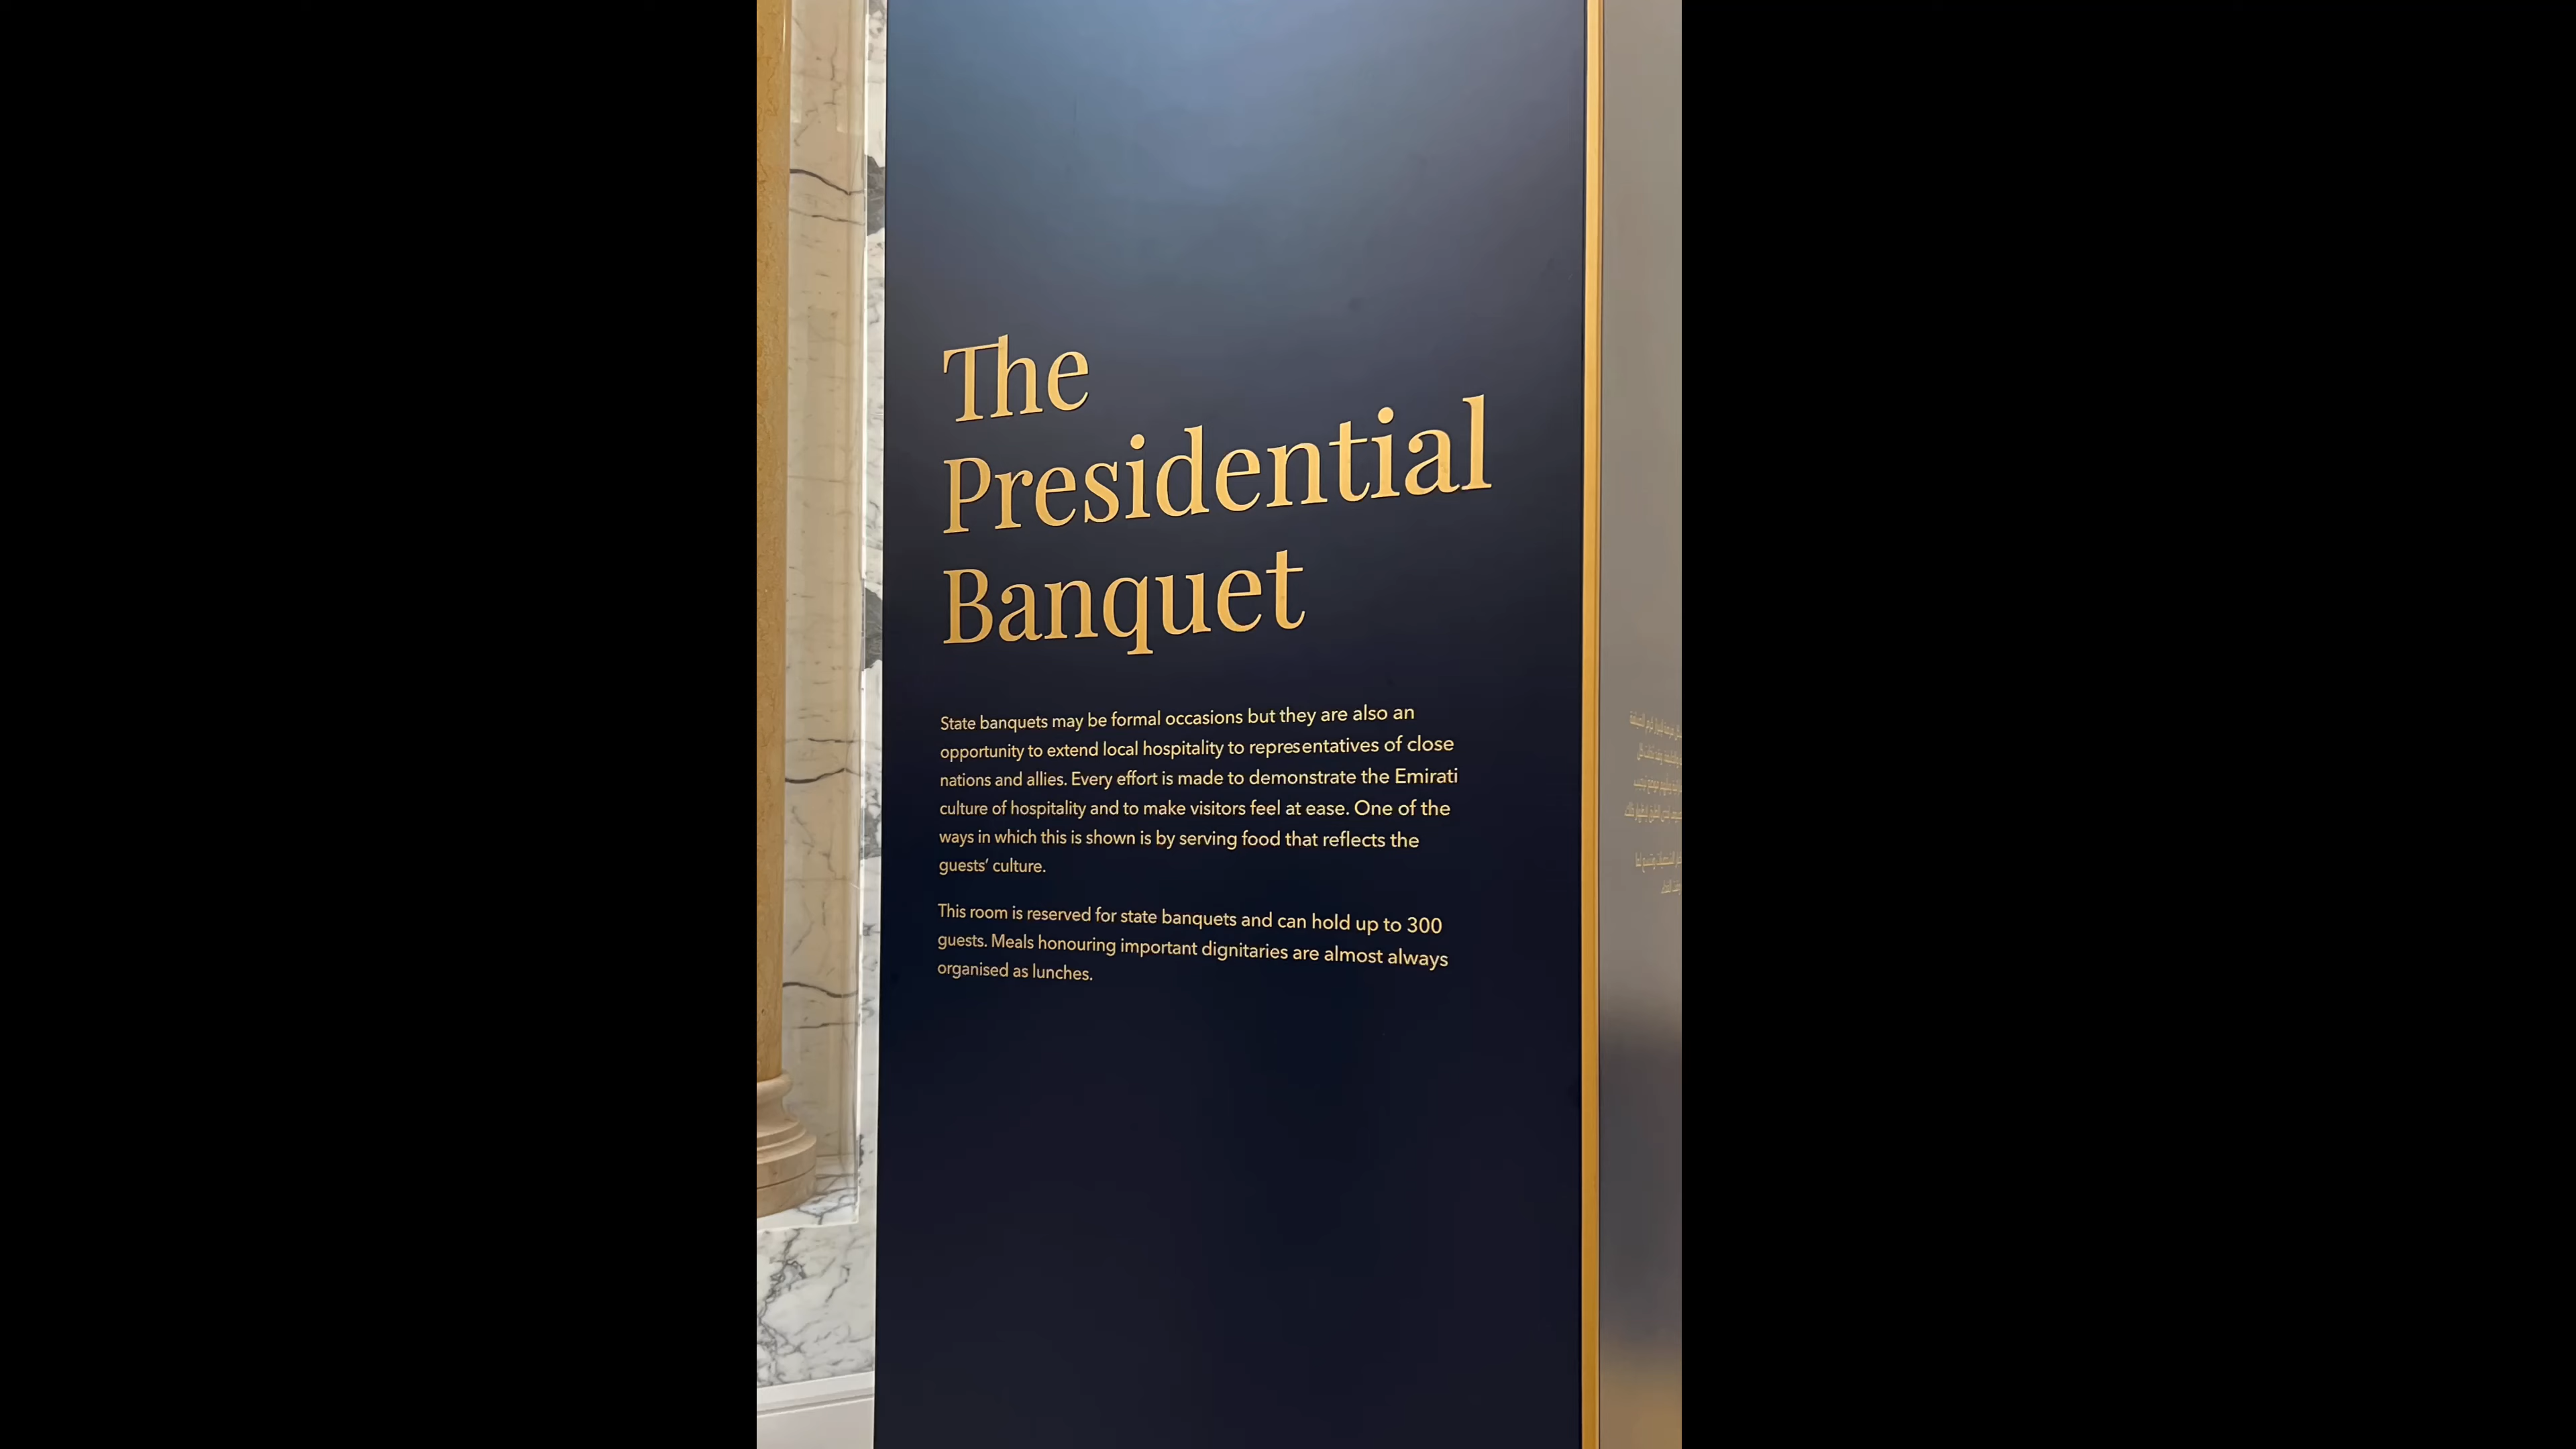 The
Presidential
Banquet
State banquets may be formal occasions but they are also an
opportunity to extend local hospitality to representatives of close
nations and allies. Every effort is made to demonstrate the Emirati
culture of hospitality and to make visitors feel at ease. One of the
ways in which this is shown is by serving food that reflects the
guests’ culture.
This room is reserved for state banquets and can hold up to 300
guests. Meals honouring important dignitaries are almost always
organised as lunches.